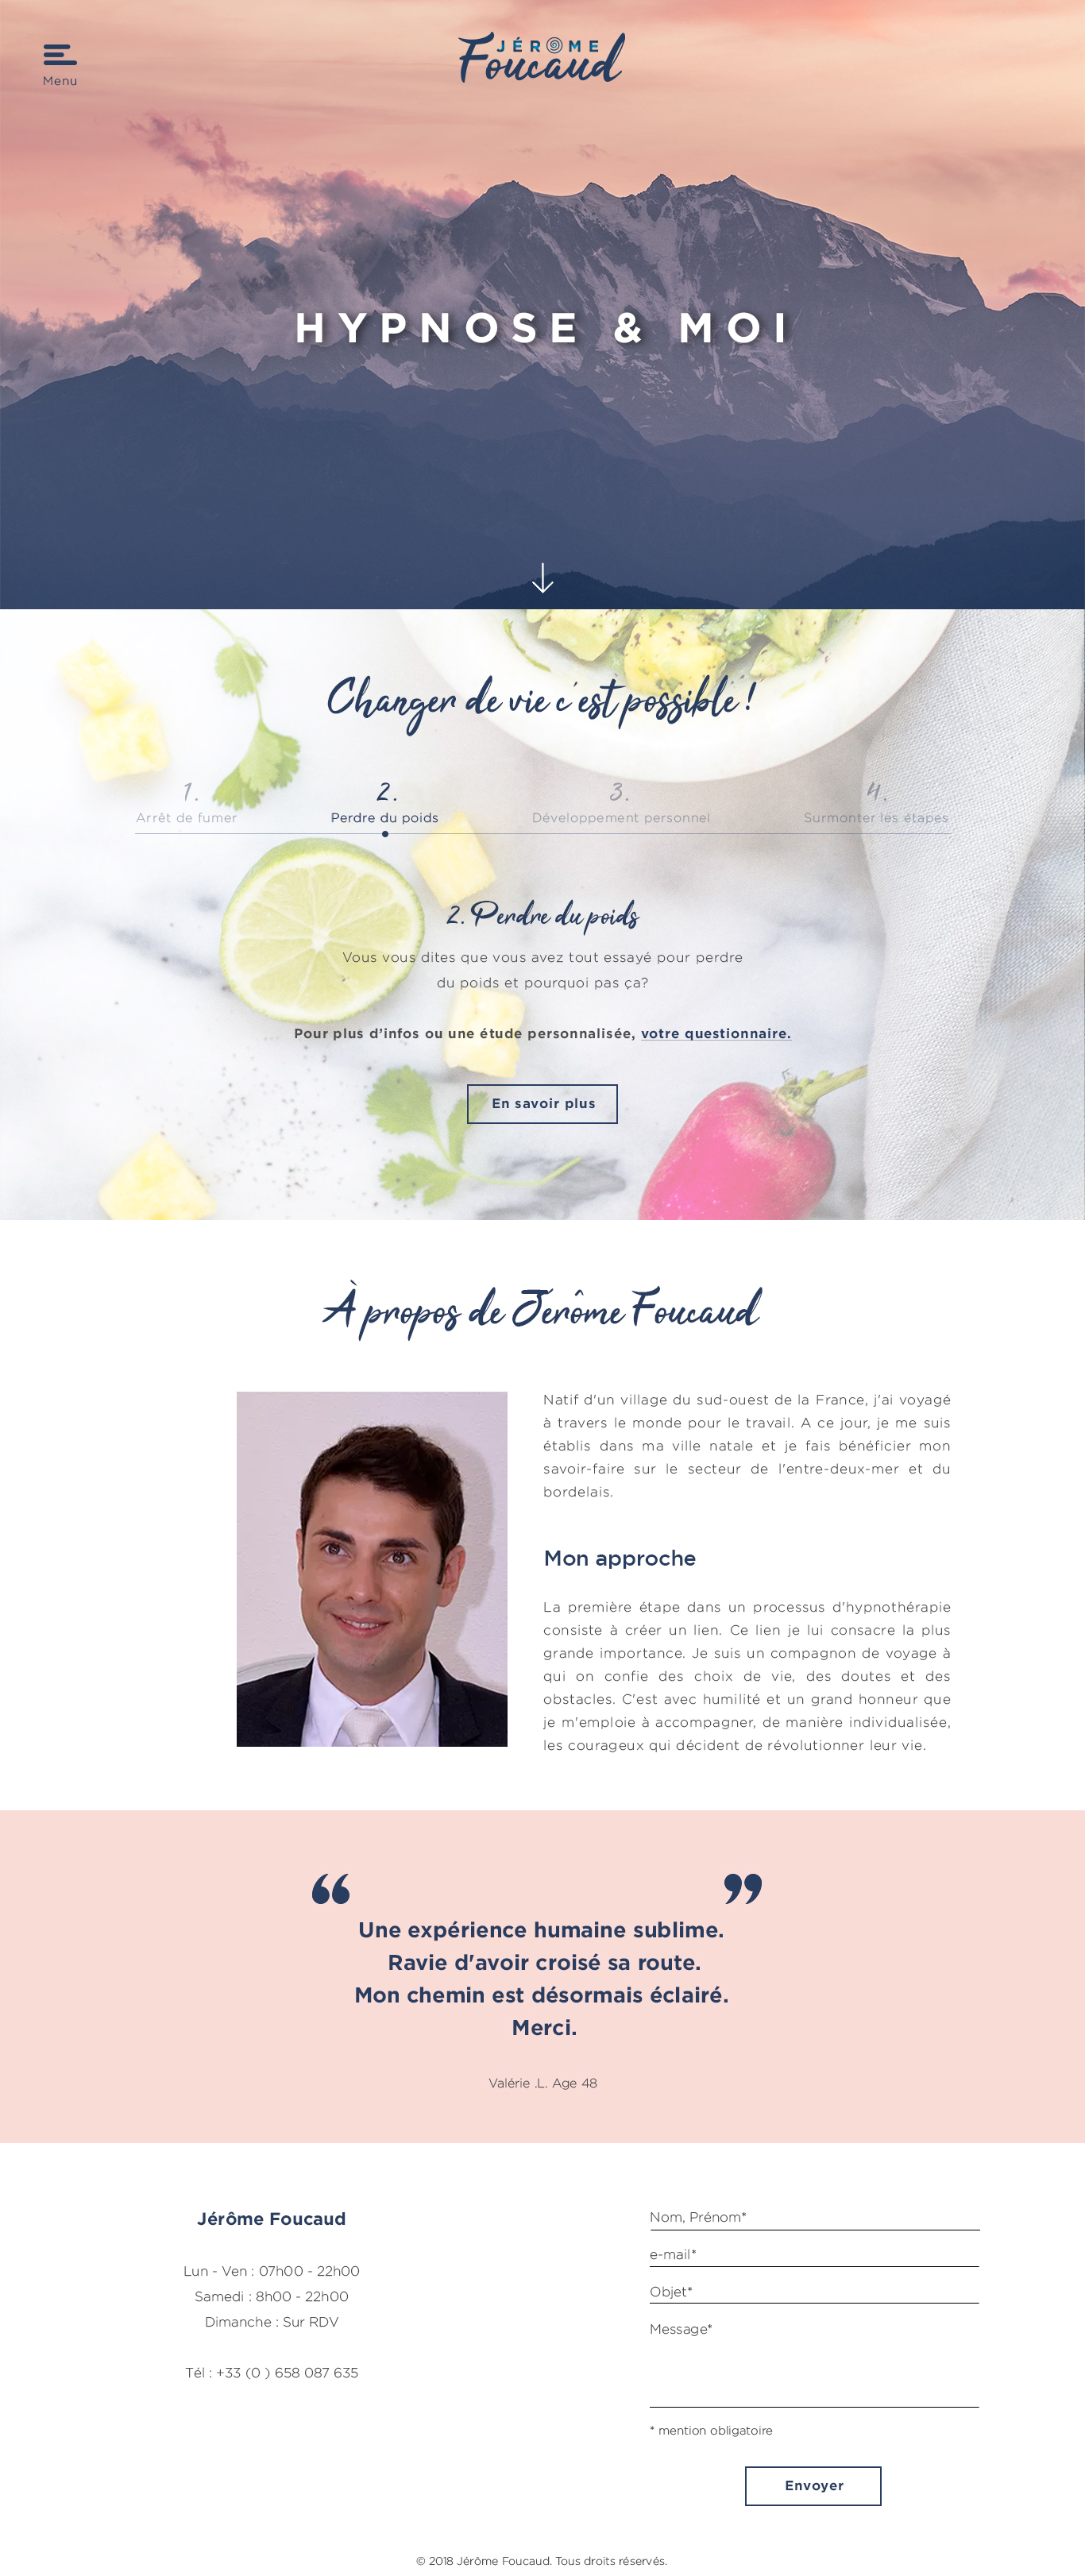 Menu
JÉRÔME
Foucaud
HYPNOSE & MOI
Changer de vie c'est possible !
1.
Arrêt de fumer
2.
Perdre du poids
3.
Développement personnel
4.
Surmonter les étapes
2. Perdre du poids
Vous vous dites que vous avez tout essayé pour perdre
du poids et pourquoi pas ça?
Pour plus d'infos ou une étude personnalisée, votre questionnaire.
En savoir plus
À propos de Jérôme Foucaud
Natif d'un village du sud-ouest de la France, j'ai voyagé
à travers le monde pour le travail. A ce jour, je me suis
établis dans ma ville natale et je fais bénéficier mon
savoir-faire sur le secteur de l'entre-deux-mer et du
bordelais.
Mon approche
La première étape dans un processus d'hypnothérapie
consiste à créer un lien. Ce lien je lui consacre la plus
grande importance. Je suis un compagnon de voyage à
qui on confie des choix de vie, des doutes et des
obstacles. C'est avec humilité et un grand honneur que
je m'emploie à accompagner, de manière individualisée,
les courageux qui décident de révolutionner leur vie.
“ ”
Une expérience humaine sublime.
Ravie d'avoir croisé sa route.
Mon chemin est désormais éclairé.
Merci.
Valérie .L. Age 48
Jérôme Foucaud
Lun - Ven : 07h00 - 22h00
Samedi : 8h00 - 22h00
Dimanche : Sur RDV
Tél : +33 (0 ) 658 087 635
Nom, Prénom*
e-mail*
Objet*
Message*
* mention obligatoire
Envoyer
© 2018 Jérôme Foucaud. Tous droits réservés.